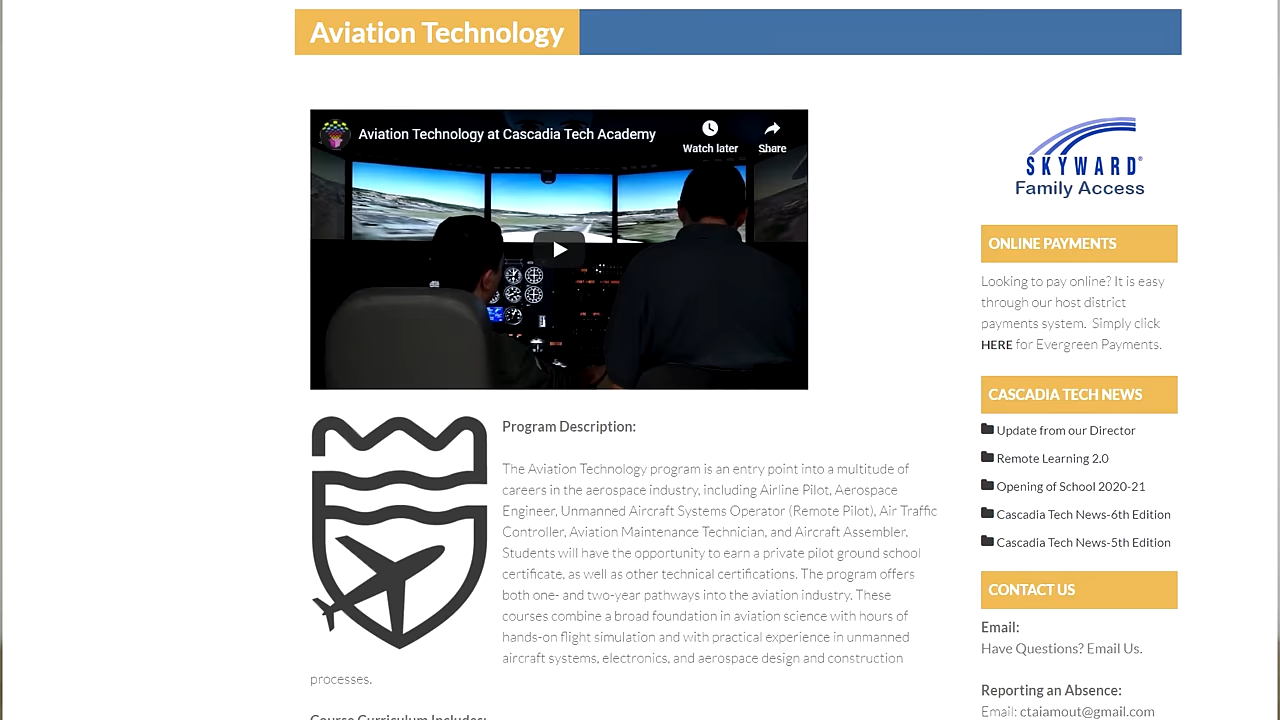 Aviation Technology
Aviation Technology at Cascadia Tech Academy
Watch later
Share
Program Description:
The Aviation Technology program is an entry point into a multitude of
careers in the aerospace industry, including Airline Pilot, Aerospace
Engineer, Unmanned Aircraft Systems Operator (Remote Pilot), Air Traffic
Controller, Aviation Maintenance Technician, and Aircraft Assembler.
Students will have the opportunity to earn a private pilot ground school
certificate, as well as other technical certifications. The program offers
both one- and two-year pathways into the aviation industry. These
courses combine a broad foundation in aviation science with hours of
hands-on flight simulation and with practical experience in unmanned
aircraft systems, electronics, and aerospace design and construction
processes.
Course Curriculum Includes:
SKYWARD®
Family Access
ONLINE PAYMENTS
Looking to pay online? It is easy
through our host district
payments system. Simply click
HERE for Evergreen Payments.
CASCADIA TECH NEWS
Update from our Director
Remote Learning 2.0
Opening of School 2020-21
Cascadia Tech News-6th Edition
Cascadia Tech News-5th Edition
CONTACT US
Email:
Have Questions? Email Us.
Reporting an Absence:
Email: ctaiamout@gmail.com